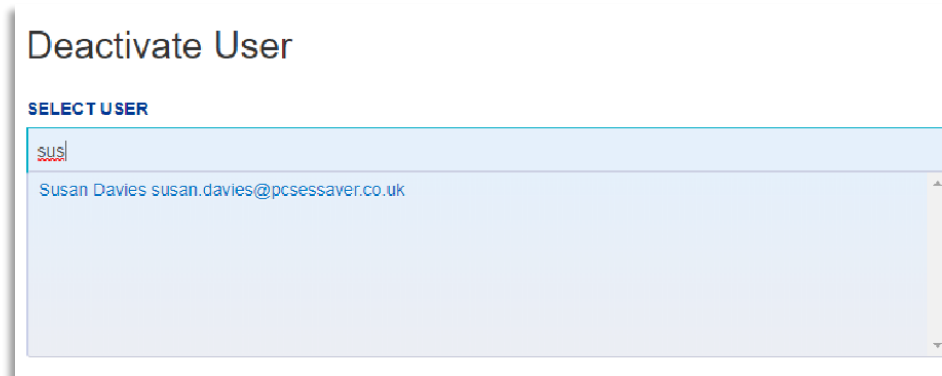 Deactivate User
SELECT USER
sus
Susan Davies susan.davies@pcsessaver.co.uk